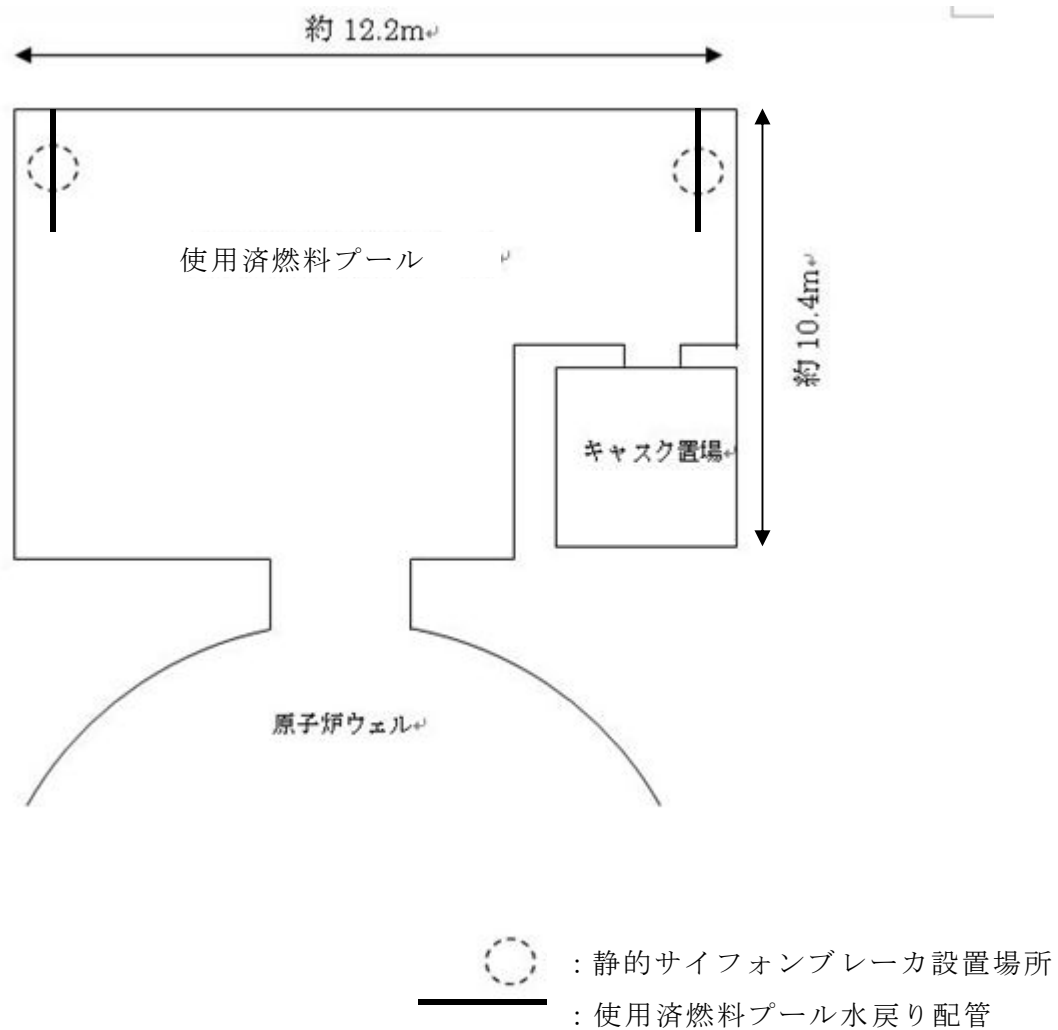 約 12.2m↵
使用済燃料プール ↵
約 10.4m↵
キャスク置場↵
原子炉ウェル↵
：静的サイフォンブレーカ設置場所
：使用済燃料プール水戻り配管